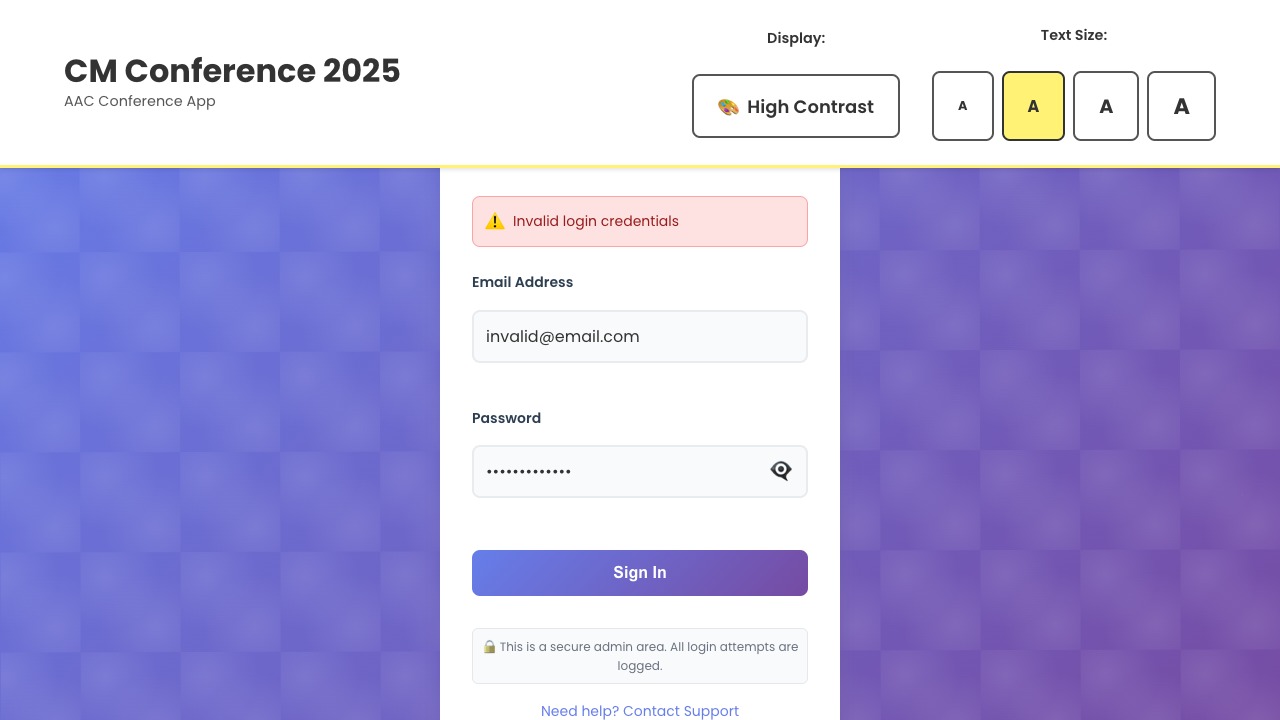 CM Conference 2025
AAC Conference App
Display:
🎨 High Contrast
Text Size:
A A A A
⚠️ Invalid login credentials
Email Address
invalid@email.com
Password
•••••••••••••
Sign In
🔒 This is a secure admin area. All login attempts are
logged.
Need help? Contact Support